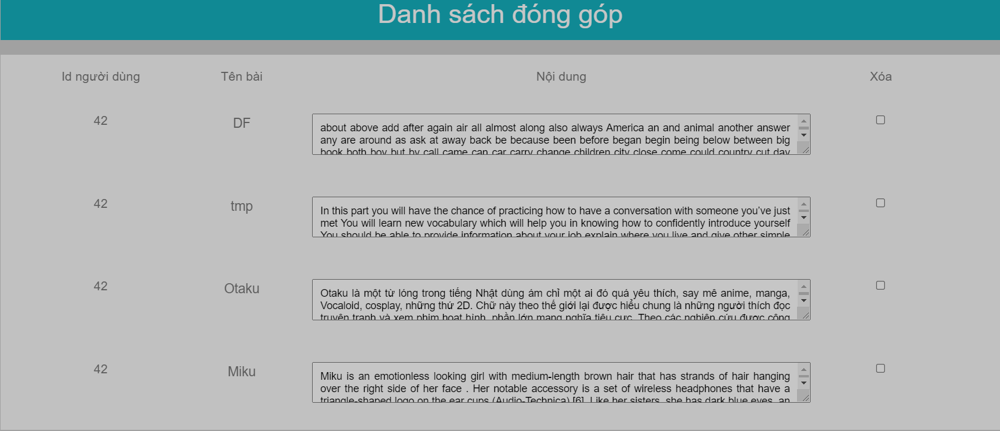 Danh sách đóng góp
Id người dùng Tên bài Nội dung Xóa
42 DF
about above add after again air all almost along also always America an and animal another answer
any are around as ask at away back be because been before began begin being below between big
book both boy but by call came can car carry change children city close come could country cut day
42 tmp
In this part you will have the chance of practicing how to have a conversation with someone you've just
met You will learn new vocabulary which will help you in knowing how to confidently introduce yourself
You should be able to provide information about your job explain where you live and give other simple
42 Otaku
Otaku là một từ lóng trong tiếng Nhật dùng ám chỉ một ai đó quá yêu thích, say mê anime, manga,
Vocaloid, cosplay, những thứ 2D. Chữ này theo thế giới lại được hiểu chung là những người thích đọc
truyện tranh và xem phim hoạt hình, phần lớn mang nghĩa tiêu cực. Theo các nghiên cứu được công
42 Miku
Miku is an emotionless looking girl with medium-length brown hair that has strands of hair hanging
over the right side of her face . Her notable accessory is a set of wireless headphones that have a
triangle-shaped logo on the ear cups (Audio-Technica).[6]. Like her sisters, she has dark blue eyes, an